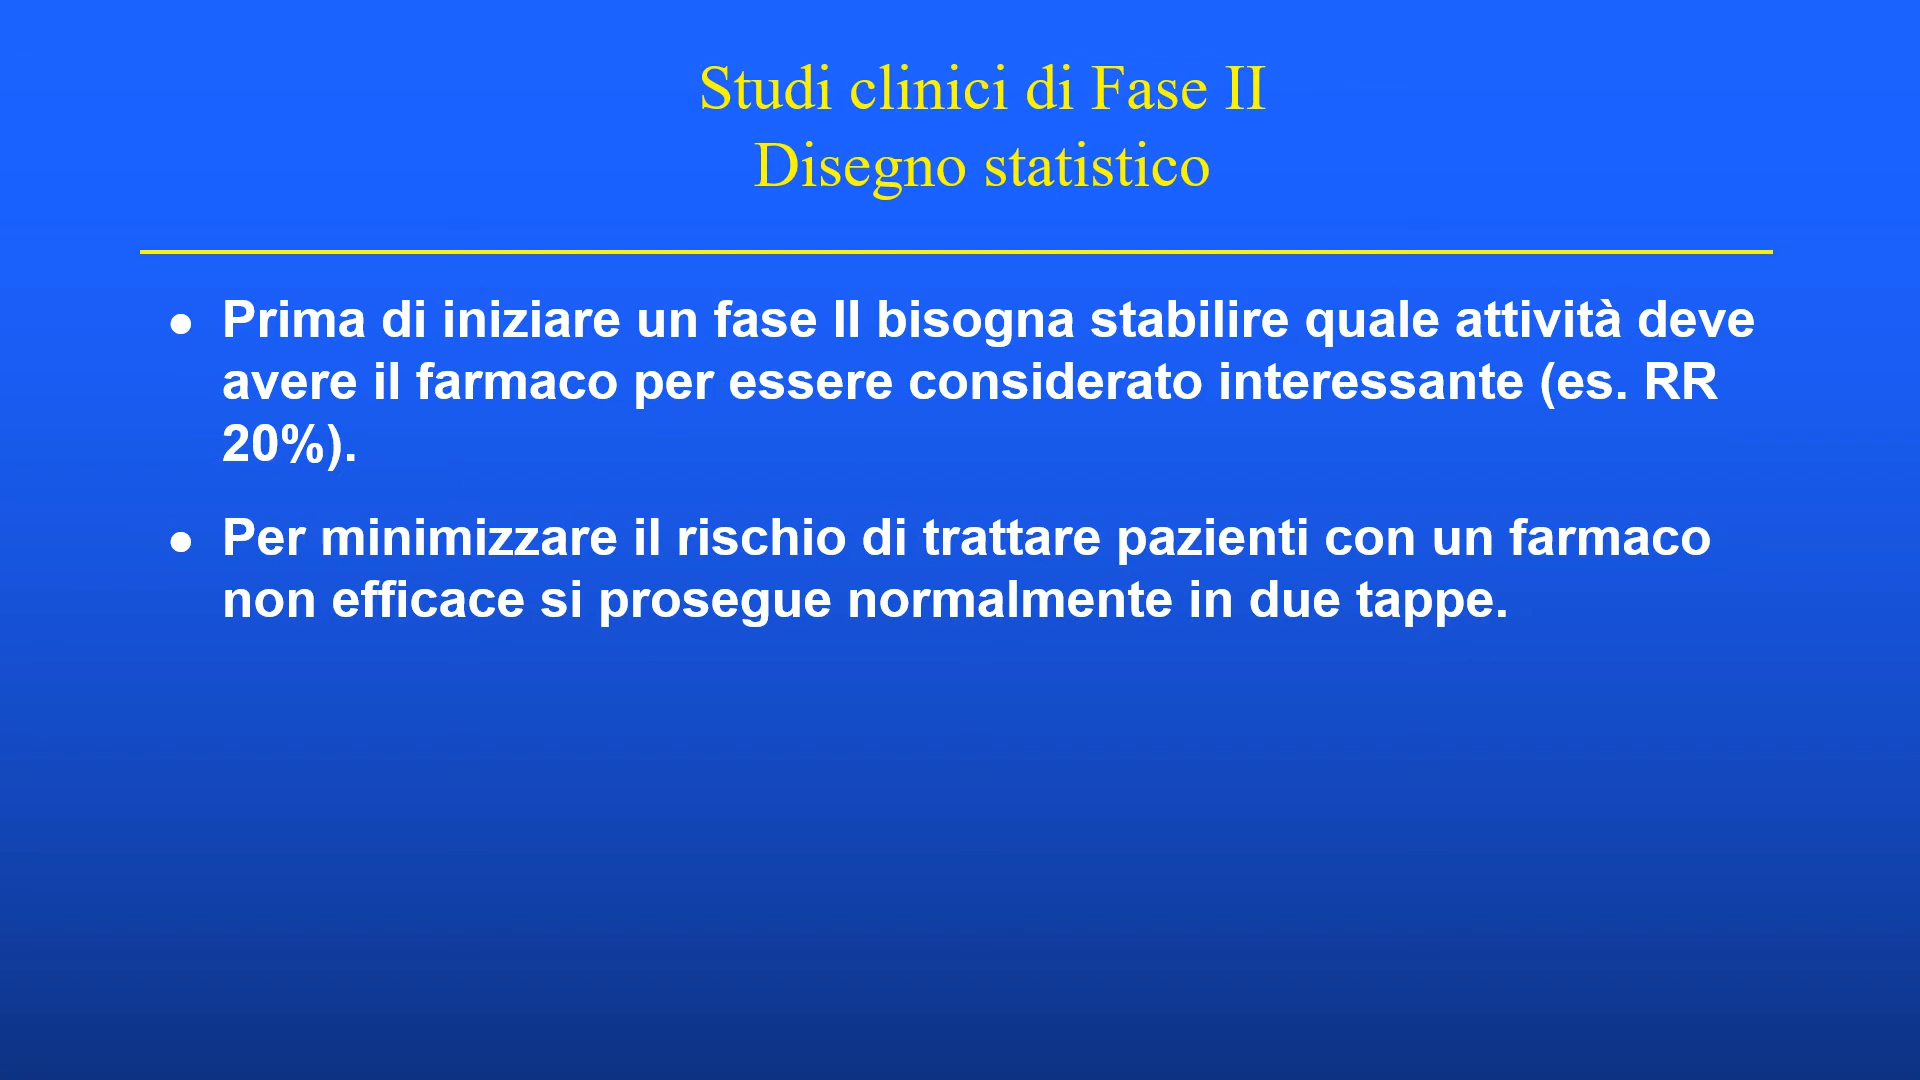 Studi clinici di Fase II
Disegno statistico
● Prima di iniziare un fase II bisogna stabilire quale attività deve
avere il farmaco per essere considerato interessante (es. RR
20%).
● Per minimizzare il rischio di trattare pazienti con un farmaco
non efficace si prosegue normalmente in due tappe.